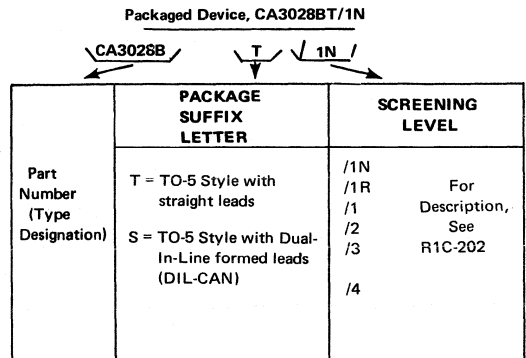 Packaged Device, CA3028BT/1N
CA3028B T 1N
PACKAGE
SUFFIX
LETTER
SCREENING
LEVEL
Part
Number
(Type
Designation)
T = TO-5 Style with
straight leads
S = TO-5 Style with Dual-
In-Line formed leads
(DIL-CAN)
/1N
/1R For
/1 Description,
/2 See
/3 R1C-202
/4